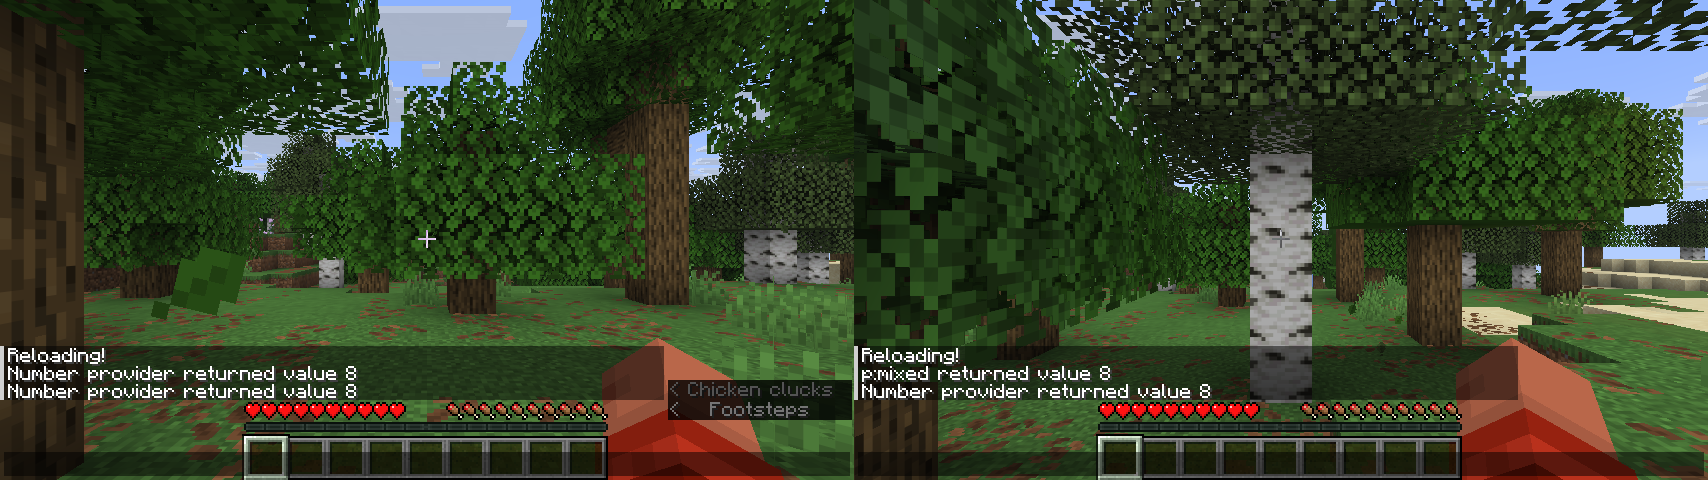 Reloading!
Number provider returned value 8
Number provider returned value 8
< Chicken clucks
< Footsteps
Reloading!
p:mixed returned value 8
Number provider returned value 8